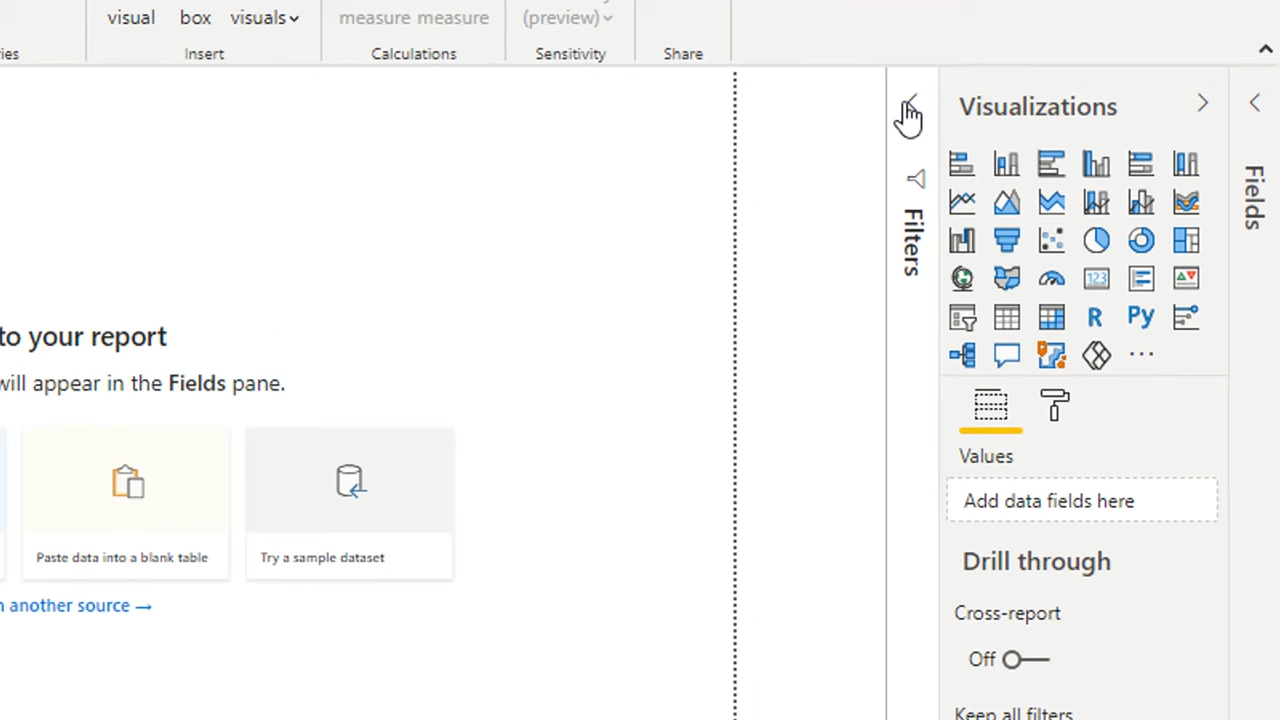 visual box visuals measure measure (preview)
ies Insert Calculations Sensitivity Share
Visualizations
Filters
Fields
123
R Py
to your report
will appear in the Fields pane.
Paste data into a blank table
Try a sample dataset
n another source →
Values
Add data fields here
Drill through
Cross-report
Off
Keep all filters